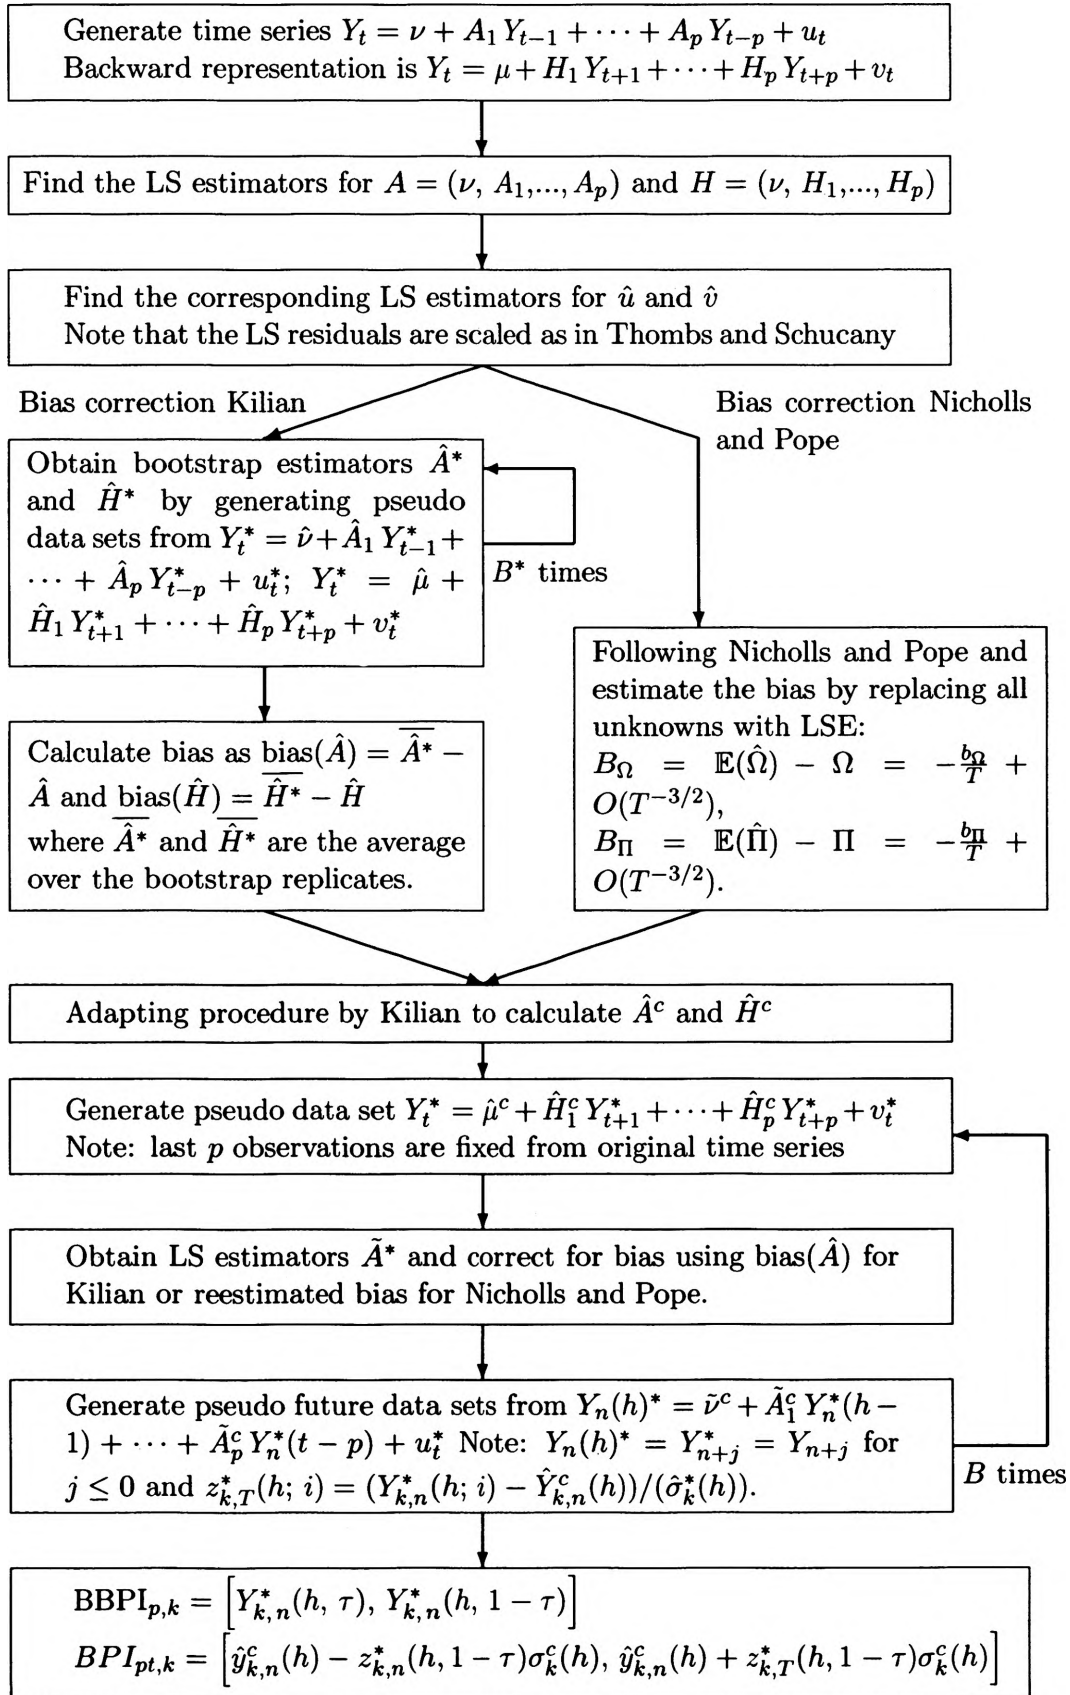 Generate time series $Y_t = \nu + A_1 Y_{t-1} + \cdots + A_p Y_{t-p} + u_t$
Backward representation is $Y_t = \mu + H_1 Y_{t+1} + \cdots + H_p Y_{t+p} + v_t$
Find the LS estimators for $A = (\nu, A_1, ..., A_p)$ and $H = (\nu, H_1, ..., H_p)$
Find the corresponding LS estimators for $\hat{u}$ and $\hat{v}$
Note that the LS residuals are scaled as in Thombs and Schucany
Bias correction Kilian
Bias correction Nicholls
and Pope
Obtain bootstrap estimators $\hat{A}^*$
and $\hat{H}^*$ by generating pseudo
data sets from $Y_t^* = \hat{\nu} + \hat{A}_1 Y_{t-1}^* +$
$\cdots + \hat{A}_p Y_{t-p}^* + u_t^*$; $Y_t^* = \hat{\mu} +$
$\hat{H}_1 Y_{t+1}^* + \cdots + \hat{H}_p Y_{t+p}^* + v_t^*$
$B^*$ times
Calculate bias as bias$(\hat{A}) = \overline{\hat{A}^*} -$
$\hat{A}$ and bias$(\hat{H}) = \overline{\hat{H}^*} - \hat{H}$
where $\overline{\hat{A}^*}$ and $\overline{\hat{H}^*}$ are the average
over the bootstrap replicates.
Following Nicholls and Pope and
estimate the bias by replacing all
unknowns with LSE:
$B_\Omega = \mathbb{E}(\hat{\Omega}) - \Omega = -\frac{b_\Omega}{T} +$
$O(T^{-3/2})$,
$B_\Pi = \mathbb{E}(\hat{\Pi}) - \Pi = -\frac{b_\Pi}{T} +$
$O(T^{-3/2})$.
Adapting procedure by Kilian to calculate $\hat{A}^c$ and $\hat{H}^c$
Generate pseudo data set $Y_t^* = \hat{\mu}^c + \hat{H}_1^c Y_{t+1}^* + \cdots + \hat{H}_p^c Y_{t+p}^* + v_t^*$
Note: last $p$ observations are fixed from original time series
Obtain LS estimators $\tilde{A}^*$ and correct for bias using bias$(\hat{A})$ for
Kilian or reestimated bias for Nicholls and Pope.
Generate pseudo future data sets from $Y_n(h)^* = \tilde{\nu}^c + \tilde{A}_1^c Y_n^*(h-$
$1) + \cdots + \tilde{A}_p^c Y_n^*(t-p) + u_t^*$ Note: $Y_n(h)^* = Y_{n+j}^* = Y_{n+j}$ for
$j \leq 0$ and $z_{k,T}^*(h; i) = (Y_{k,n}^*(h; i) - \hat{Y}_{k,n}^c(h))/(\hat{\sigma}_k^*(h))$.
$B$ times
BBPI$_{p,k} = \left[ Y_{k,n}^*(h, \tau), Y_{k,n}^*(h, 1-\tau) \right]$
$BPI_{pt,k} = \left[ \hat{y}_{k,n}^c(h) - z_{k,n}^*(h, 1-\tau)\sigma_k^c(h), \hat{y}_{k,n}^c(h) + z_{k,T}^*(h, 1-\tau)\sigma_k^c(h) \right]$